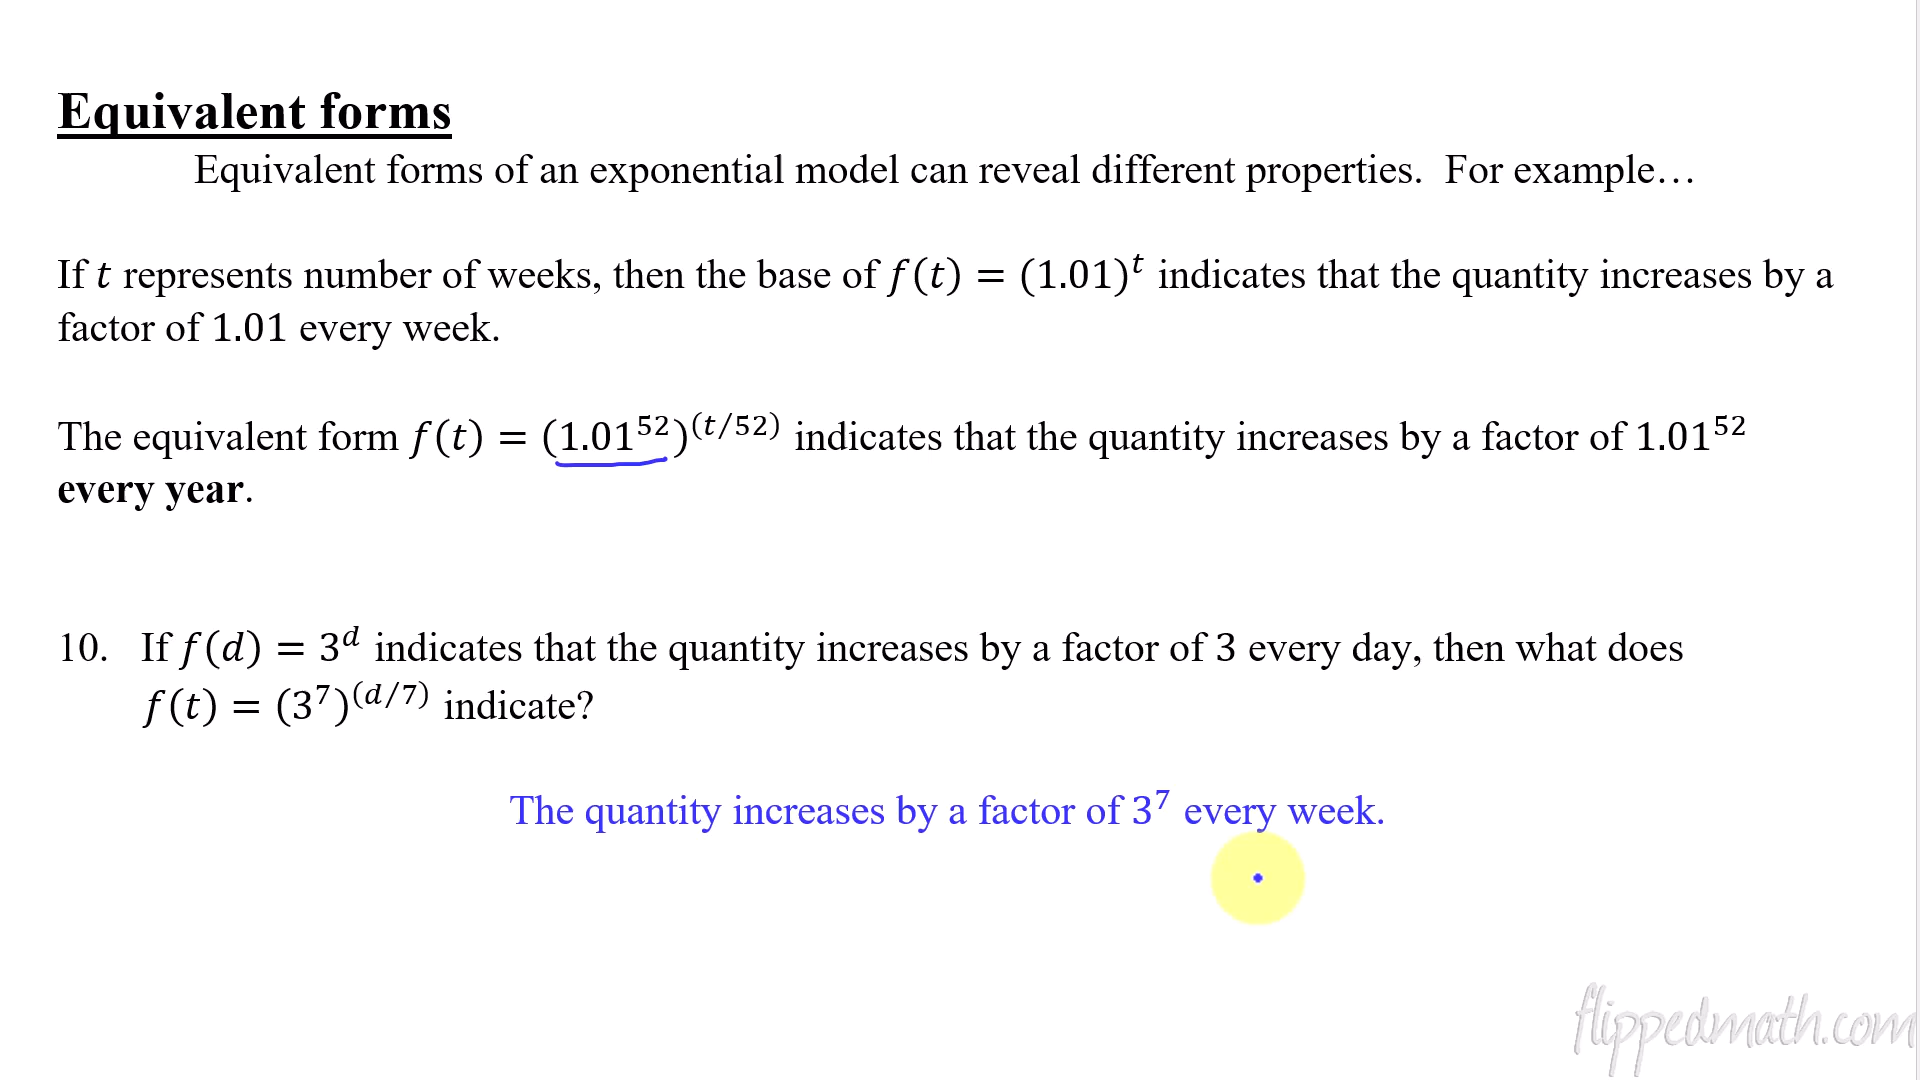 Equivalent forms
Equivalent forms of an exponential model can reveal different properties. For example…
If t represents number of weeks, then the base of f(t) = (1.01)^t indicates that the quantity increases by a
factor of 1.01 every week.
The equivalent form f(t) = (1.01^52)^(t/52) indicates that the quantity increases by a factor of 1.01^52
every year.
10. If f(d) = 3^d indicates that the quantity increases by a factor of 3 every day, then what does
f(t) = (3^7)^(d/7) indicate?
The quantity increases by a factor of 3^7 every week.
flippedmath.com